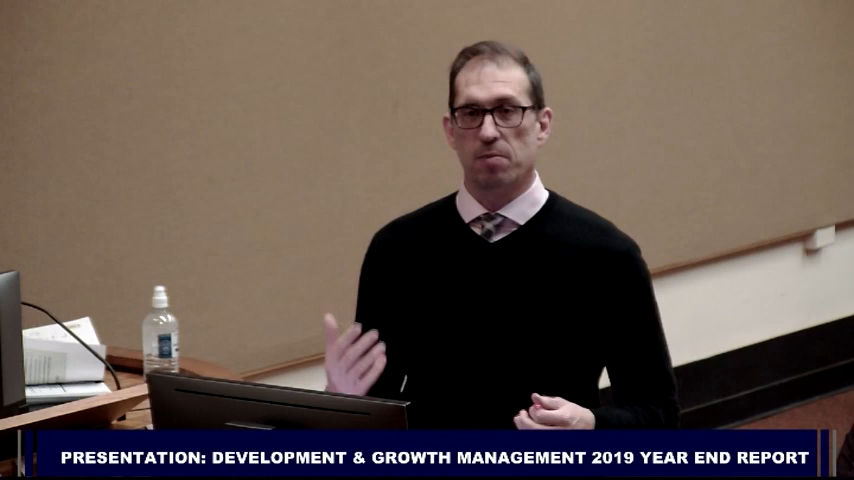 PRESENTATION: DEVELOPMENT & GROWTH MANAGEMENT 2019 YEAR END REPORT